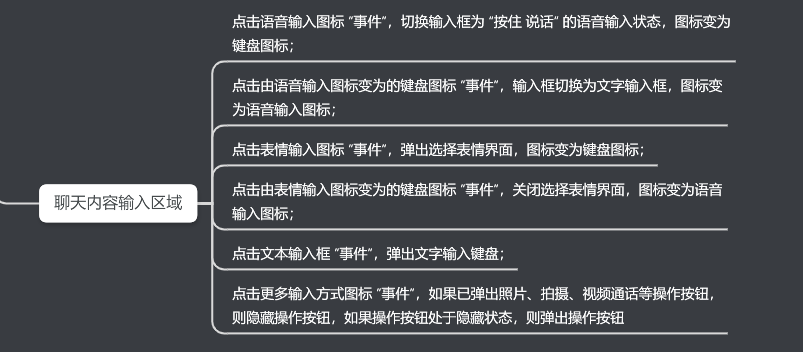 点击语音输入图标 “事件”，切换输入框为 “按住 说话” 的语音输入状态，图标变为
键盘图标；
点击由语音输入图标变为的键盘图标 “事件”，输入框切换为文字输入框，图标变
为语音输入图标；
点击表情输入图标 “事件”，弹出选择表情界面，图标变为键盘图标；
聊天内容输入区域
点击由表情输入图标变为的键盘图标 “事件”，关闭选择表情界面，图标变为语音
输入图标；
点击文本输入框 “事件”，弹出文字输入键盘；
点击更多输入方式图标 “事件”，如果已弹出照片、拍摄、视频通话等操作按钮，
则隐藏操作按钮，如果操作按钮处于隐藏状态，则弹出操作按钮